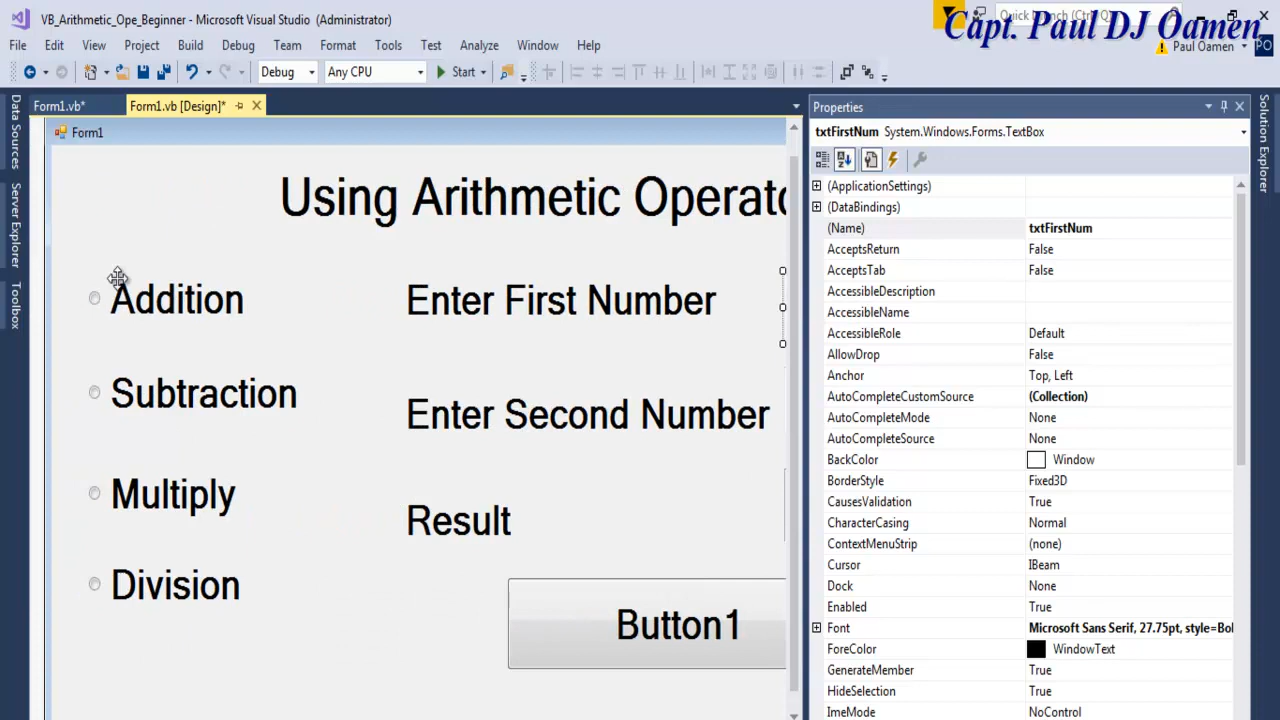 VB_Arithmetic_Ope_Beginner - Microsoft Visual Studio (Administrator)
Capt. Paul DJ Oamen
File Edit View Project Build Debug Team Format Tools Test Analyze Window Help
Paul Oamen PO
Debug Any CPU Start
Form1.vb* Form1.vb [Design]*
Properties
Data Sources
Server Explorer
Toolbox
Solution Explorer
Form1
Using Arithmetic Operato
Addition
Enter First Number
Subtraction
Enter Second Number
Multiply
Result
Division
Button1
txtFirstNum System.Windows.Forms.TextBox
(ApplicationSettings)
(DataBindings)
(Name) txtFirstNum
AcceptsReturn False
AcceptsTab False
AccessibleDescription
AccessibleName
AccessibleRole Default
AllowDrop False
Anchor Top, Left
AutoCompleteCustomSource (Collection)
AutoCompleteMode None
AutoCompleteSource None
BackColor Window
BorderStyle Fixed3D
CausesValidation True
CharacterCasing Normal
ContextMenuStrip (none)
Cursor IBeam
Dock None
Enabled True
Font Microsoft Sans Serif, 27.75pt, style=Bol
ForeColor WindowText
GenerateMember True
HideSelection True
ImeMode NoControl